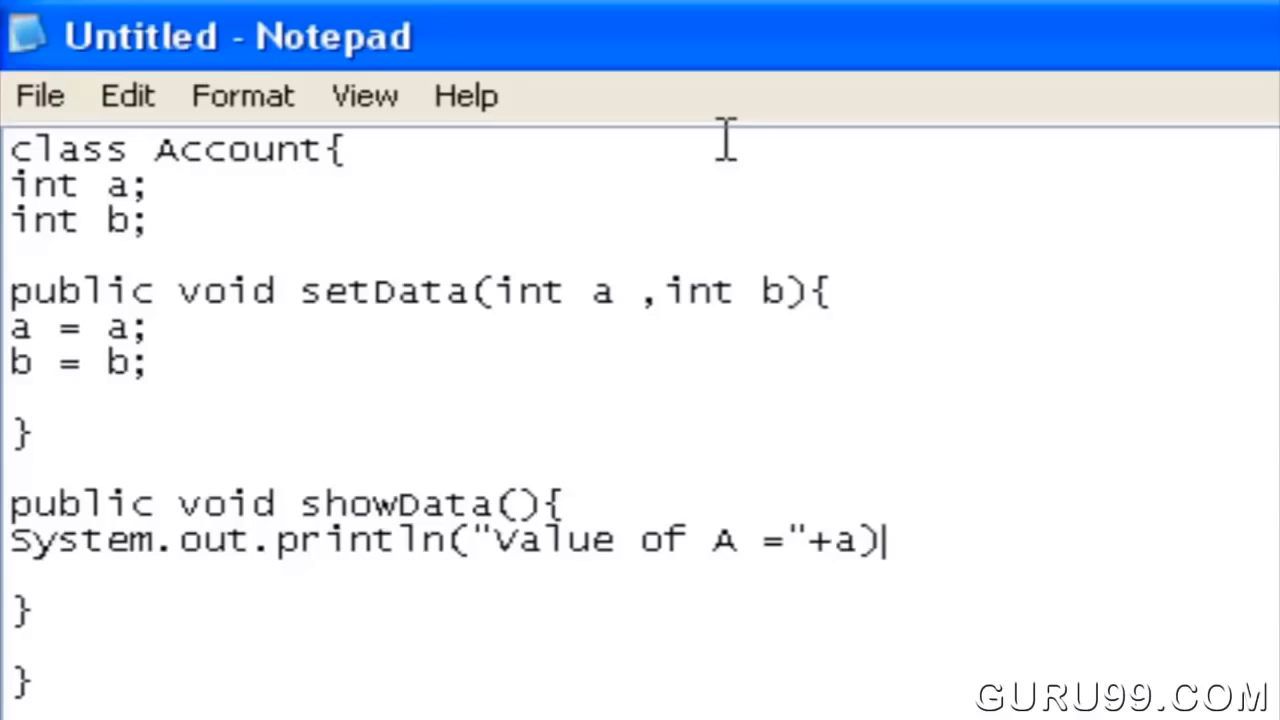 Untitled - Notepad
File Edit Format View Help
class Account{
int a;
int b;
public void setData(int a ,int b){
a = a;
b = b;
}
public void showData(){
System.out.println("Value of A ="+a)
}
}
GURU99.COM